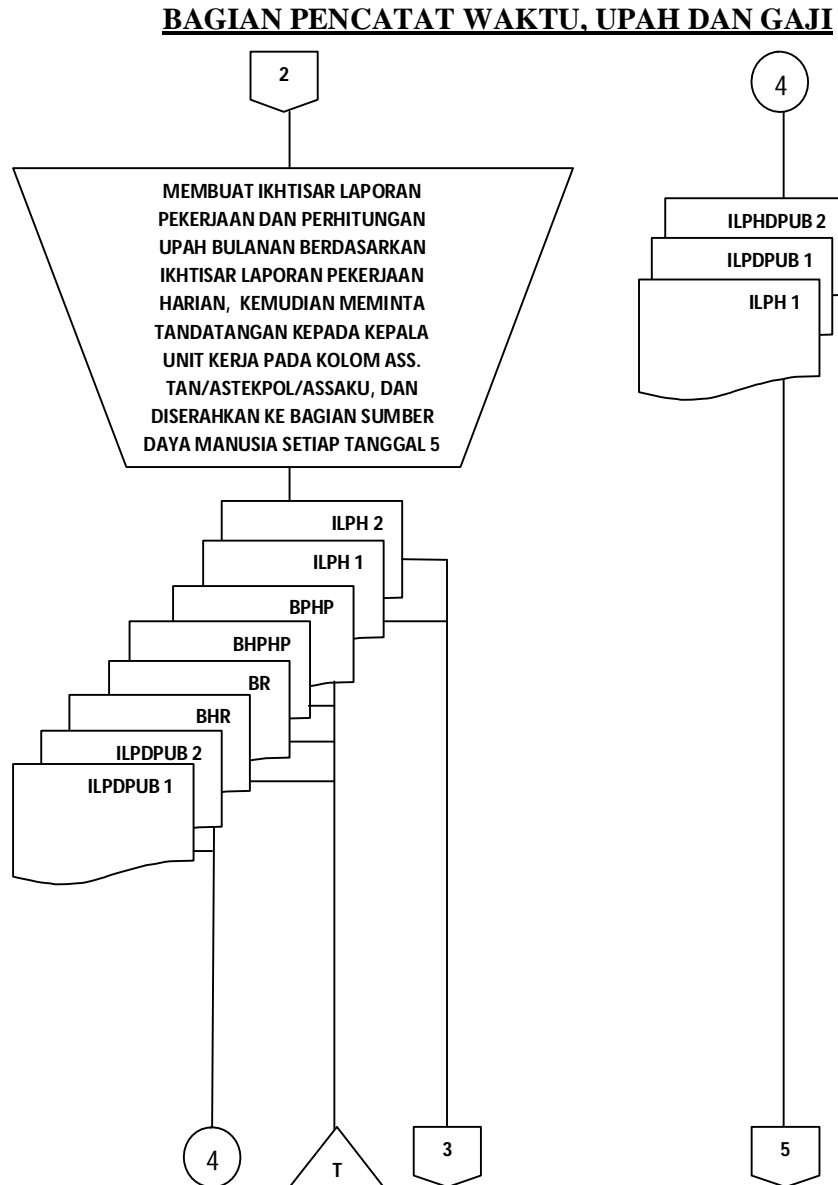 BAGIAN PENCATAT WAKTU, UPAH DAN GAJI
2
MEMBUAT IKHTISAR LAPORAN
PEKERJAAN DAN PERHITUNGAN
UPAH BULANAN BERDASARKAN
IKHTISAR LAPORAN PEKERJAAN
HARIAN, KEMUDIAN MEMINTA
TANDATANGAN KEPADA KEPALA
UNIT KERJA PADA KOLOM ASS.
TAN/ASTEKPOL/ASSAKU, DAN
DISERAHKAN KE BAGIAN SUMBER
DAYA MANUSIA SETIAP TANGGAL 5
ILPH 2
ILPH 1
BPHP
BHPHP
BR
BHR
ILPDPUB 2
ILPDPUB 1
4
T
3
4
ILPHDPUB 2
ILPDPUB 1
ILPH 1
5